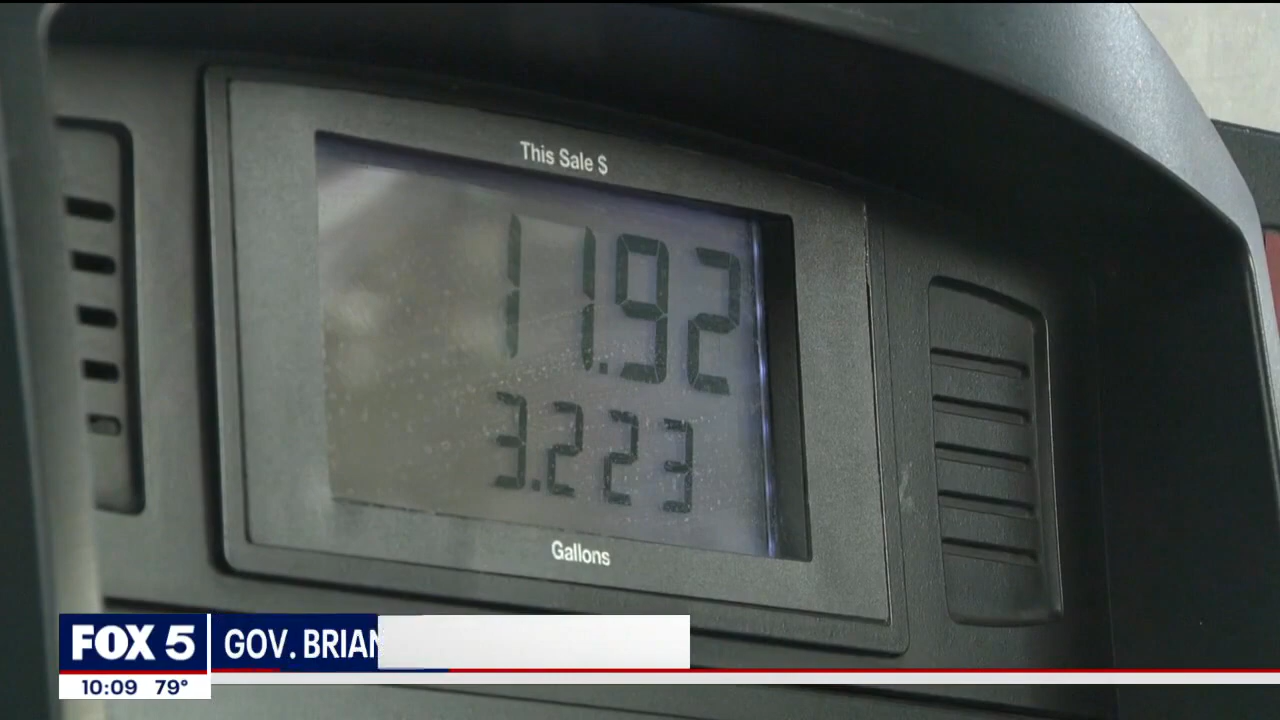 This Sale $
11.92
3.223
Gallons
FOX 5
GOV. BRIAN
10:09 79°